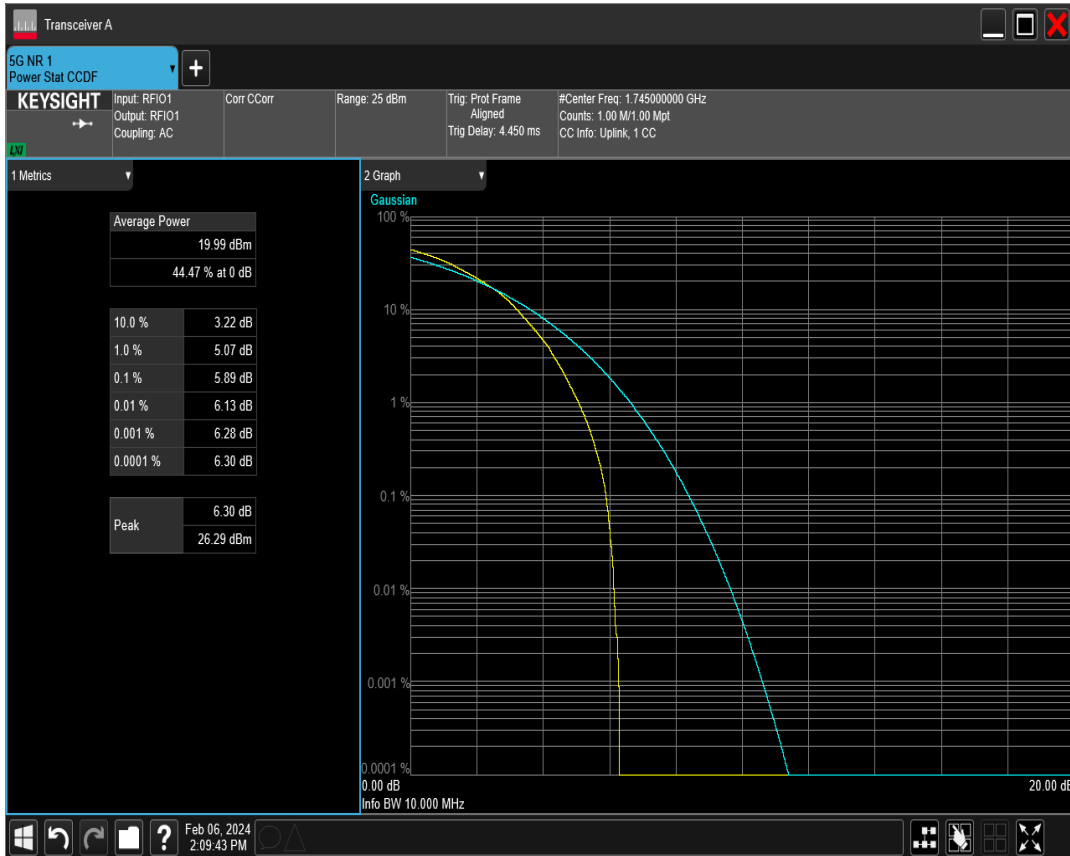 Transceiver A
5G NR 1
Power Stat CCDF
KEYSIGHT
LXI
Input: RFIO1
Output: RFIO1
Coupling: AC
Corr CCorr
Range: 25 dBm
Trig: Prot Frame
Aligned
Trig Delay: 4.450 ms
#Center Freq: 1.745000000 GHz
Counts: 1.00 M/1.00 Mpt
CC Info: Uplink, 1 CC
1 Metrics
Average Power
19.99 dBm
44.47 % at 0 dB
10.0 % 3.22 dB
1.0 % 5.07 dB
0.1 % 5.89 dB
0.01 % 6.13 dB
0.001 % 6.28 dB
0.0001 % 6.30 dB
Peak
6.30 dB
26.29 dBm
2 Graph
Gaussian
100 %
10 %
1 %
0.1 %
0.01 %
0.001 %
0.0001 %
0.00 dB 20.00 dB
Info BW 10.000 MHz
? Feb 06, 2024
2:09:43 PM